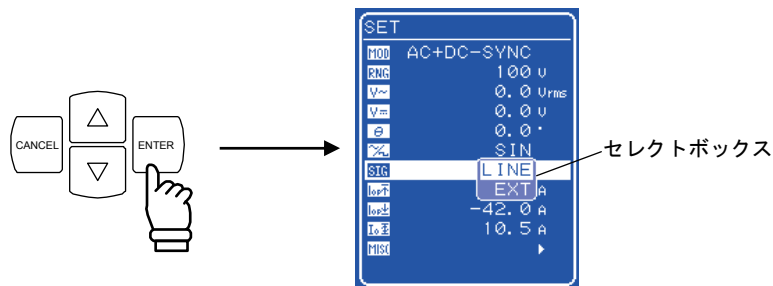 CANCEL
ENTER
SET
MOD AC+DC-SYNC
RNG 100 V
V~ 0.0 Vrms
V⎓ 0.0 V
θ 0.0 °
SIN
SIG LINE
EXT A
-42.0 A
10.5 A
MISC
セレクトボックス